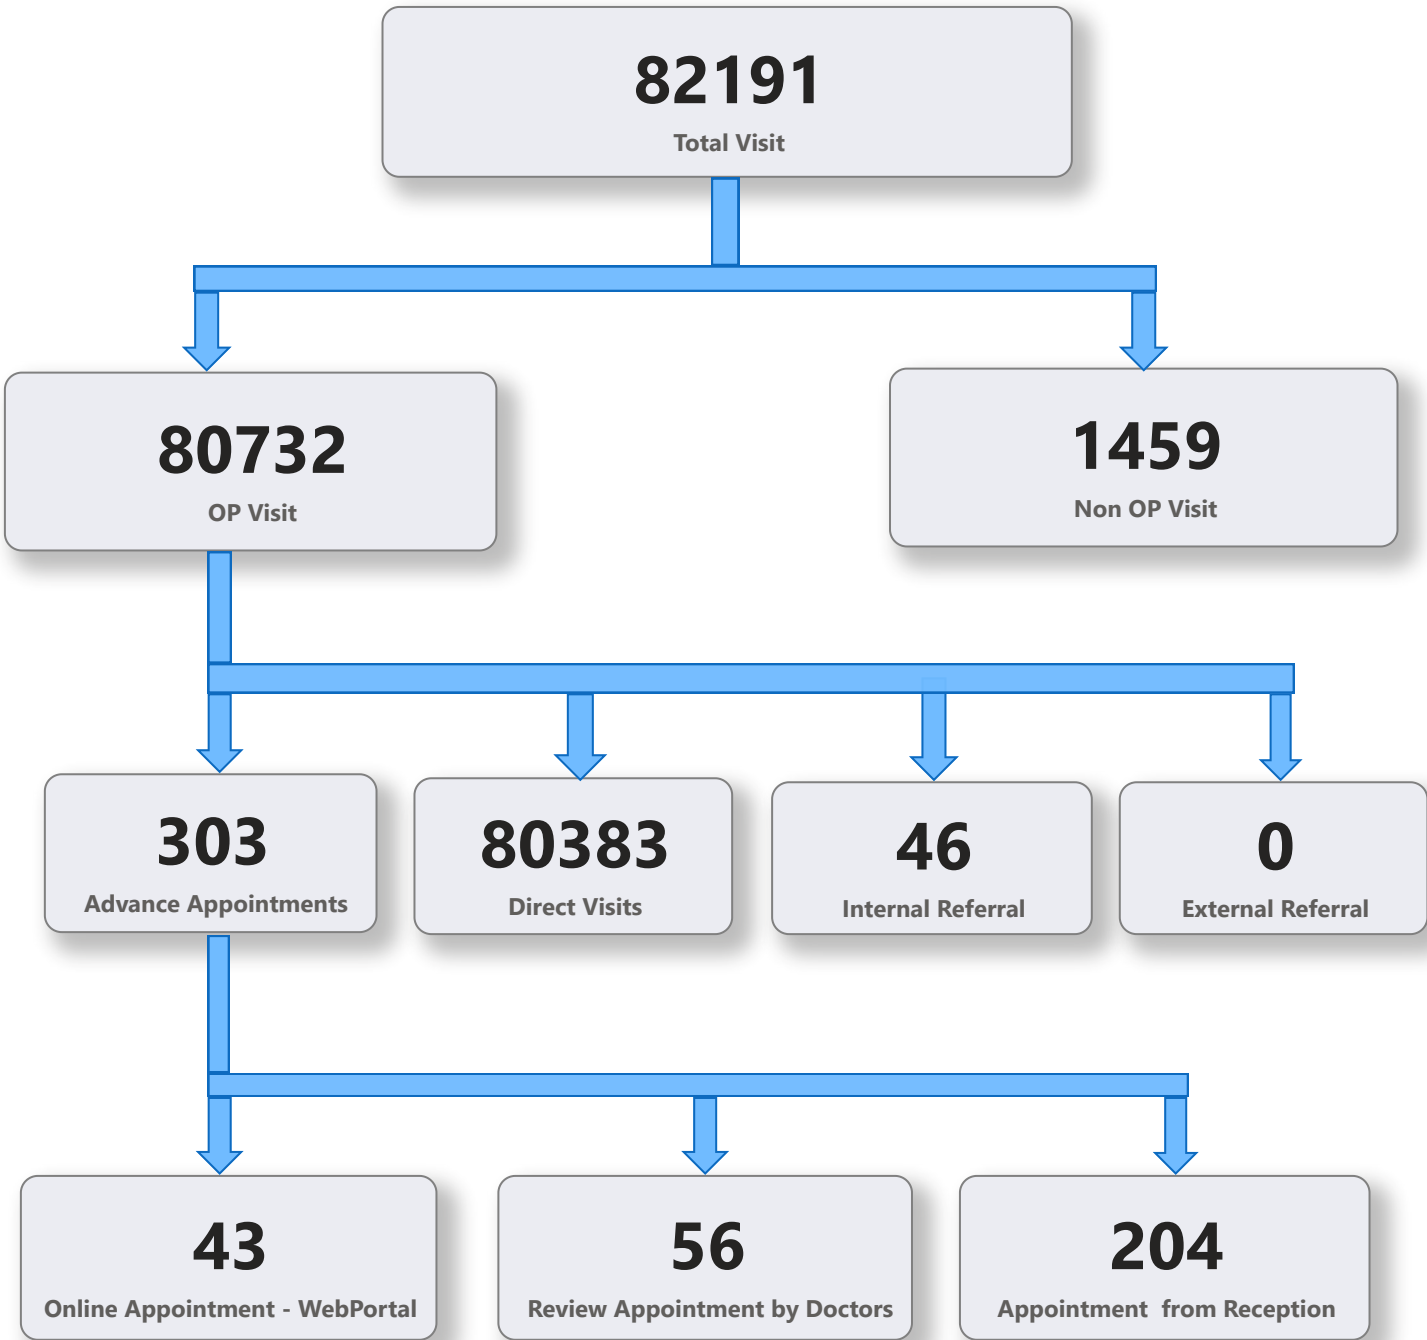 82191
Total Visit
80732
OP Visit
1459
Non OP Visit
303
Advance Appointments
80383
Direct Visits
46
Internal Referral
0
External Referral
43
Online Appointment - WebPortal
56
Review Appointment by Doctors
204
Appointment  from Reception